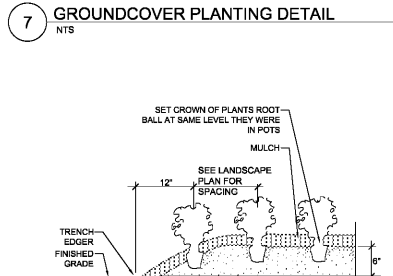 7
GROUNDCOVER PLANTING DETAIL
NTS
SET CROWN OF PLANTS ROOT
BALL AT SAME LEVEL THEY WERE
IN POTS
MULCH
SEE LANDSCAPE
PLAN FOR
SPACING
12"
TRENCH
EDGER
FINISHED
GRADE
6"